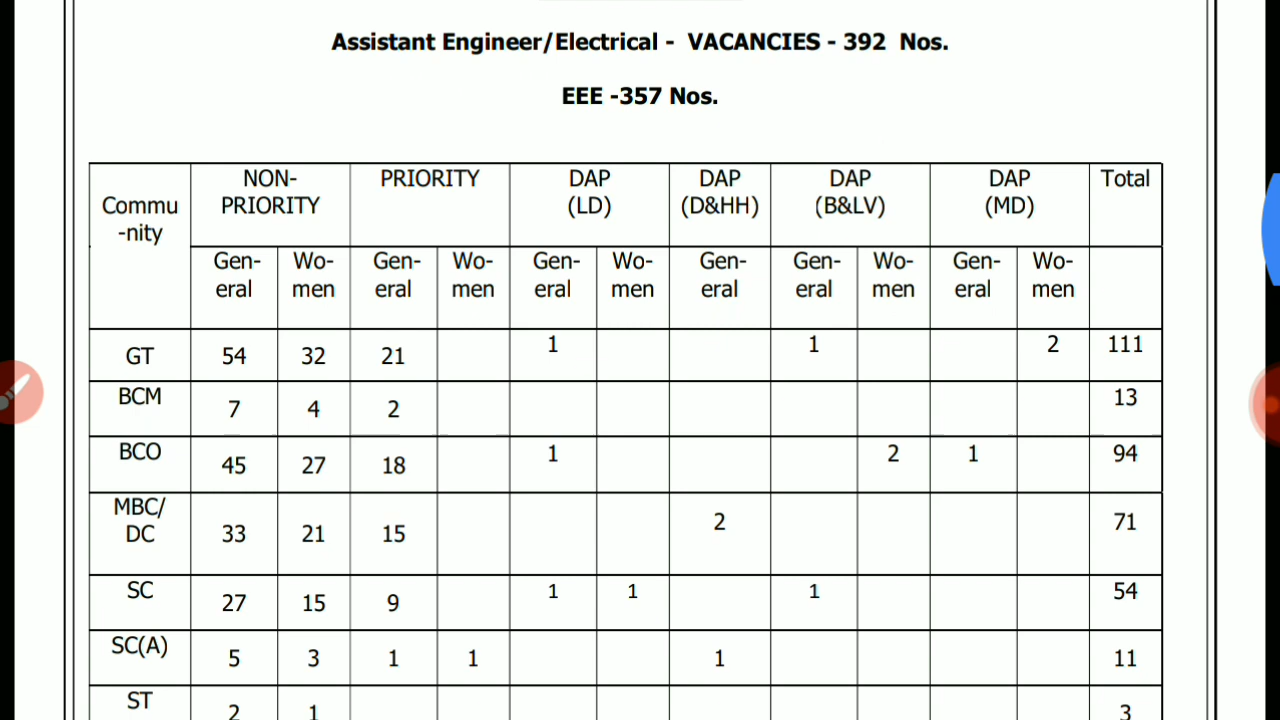 Assistant Engineer/Electrical - VACANCIES - 392 Nos.
EEE -357 Nos.
Commu-nity NON-PRIORITY PRIORITY DAP (LD) DAP (D&HH) DAP (B&LV) DAP (MD) Total
Gen-eral Wo-men Gen-eral Wo-men Gen-eral Wo-men Gen-eral Gen-eral Wo-men Gen-eral Wo-men
GT 54 32 21 1 1 2 111
BCM 7 4 2 13
BCO 45 27 18 1 2 1 94
MBC/DC 33 21 15 2 71
SC 27 15 9 1 1 1 54
SC(A) 5 3 1 1 1 11
ST 2 1 3